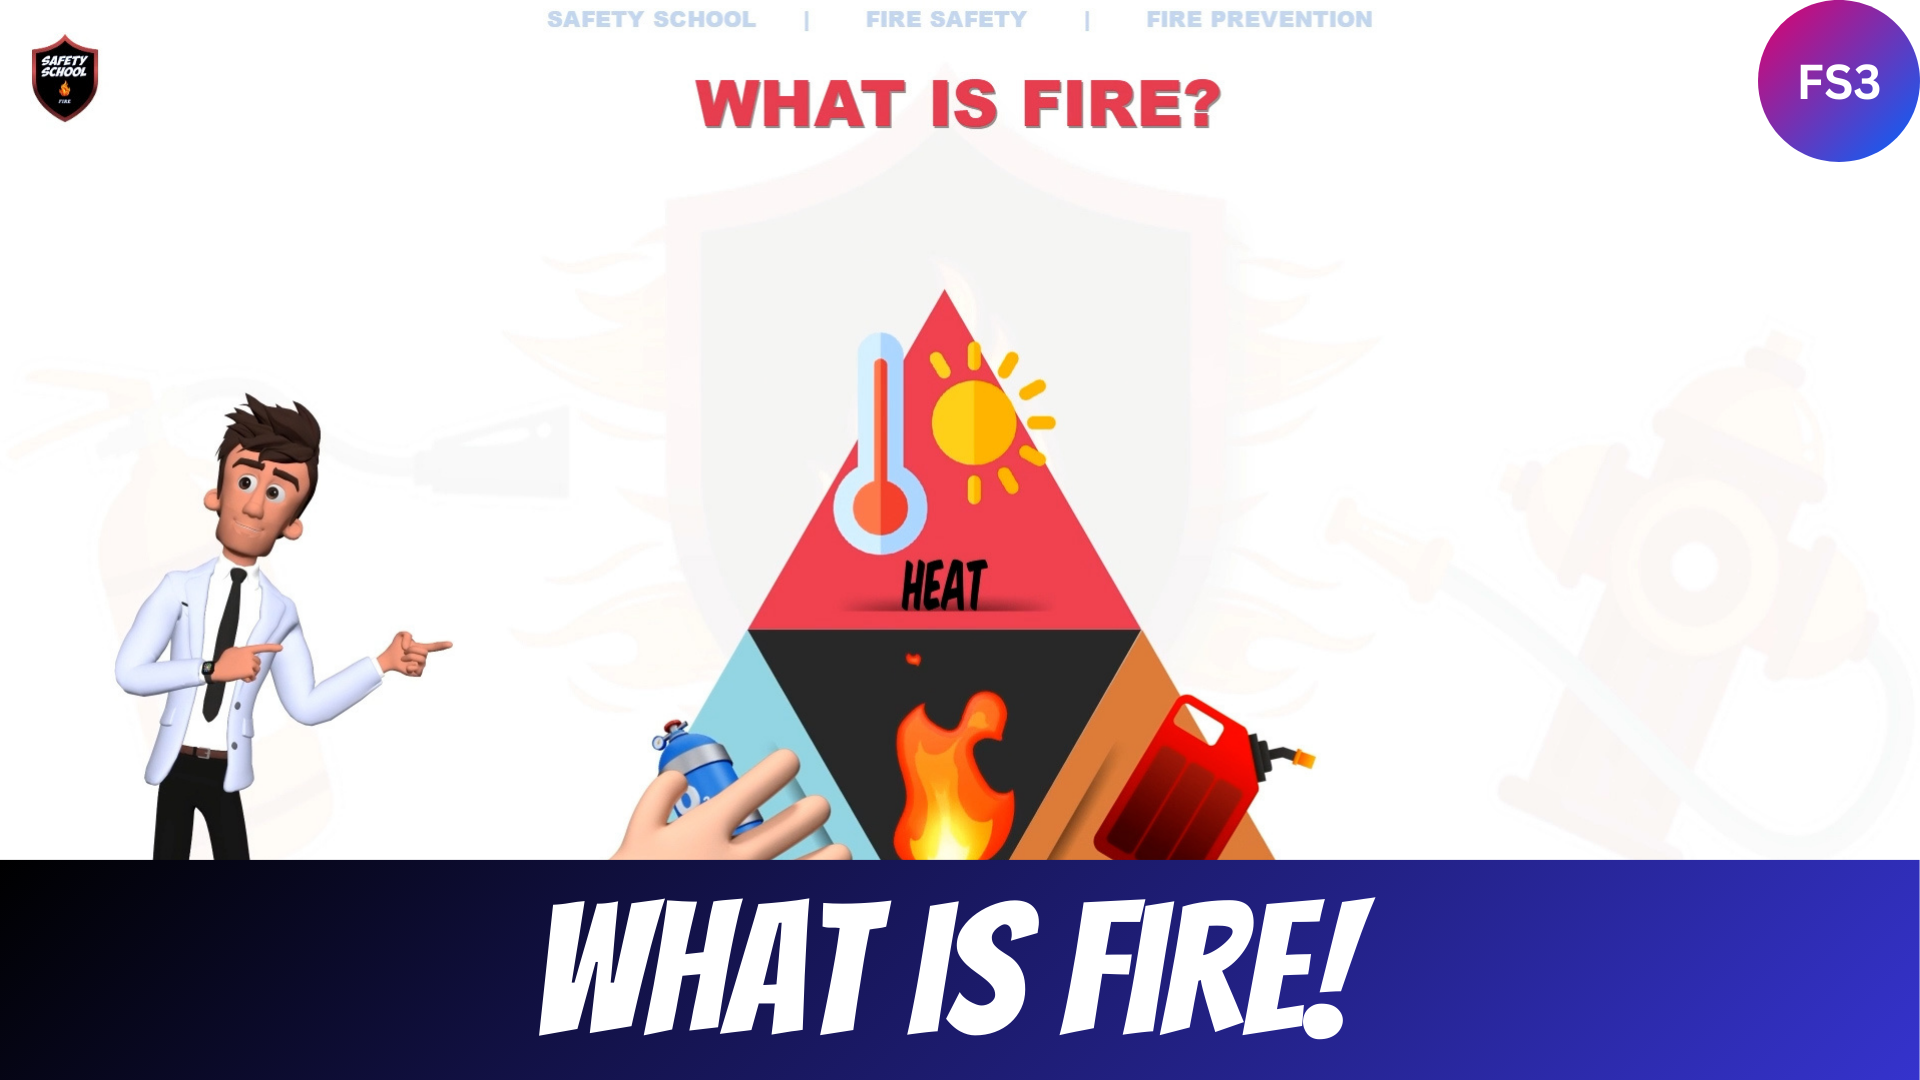 SAFETY SCHOOL | FIRE SAFETY | FIRE PREVENTION
SAFETY
SCHOOL
FIRE
FS3
WHAT IS FIRE?
HEAT
WHAT IS FIRE!